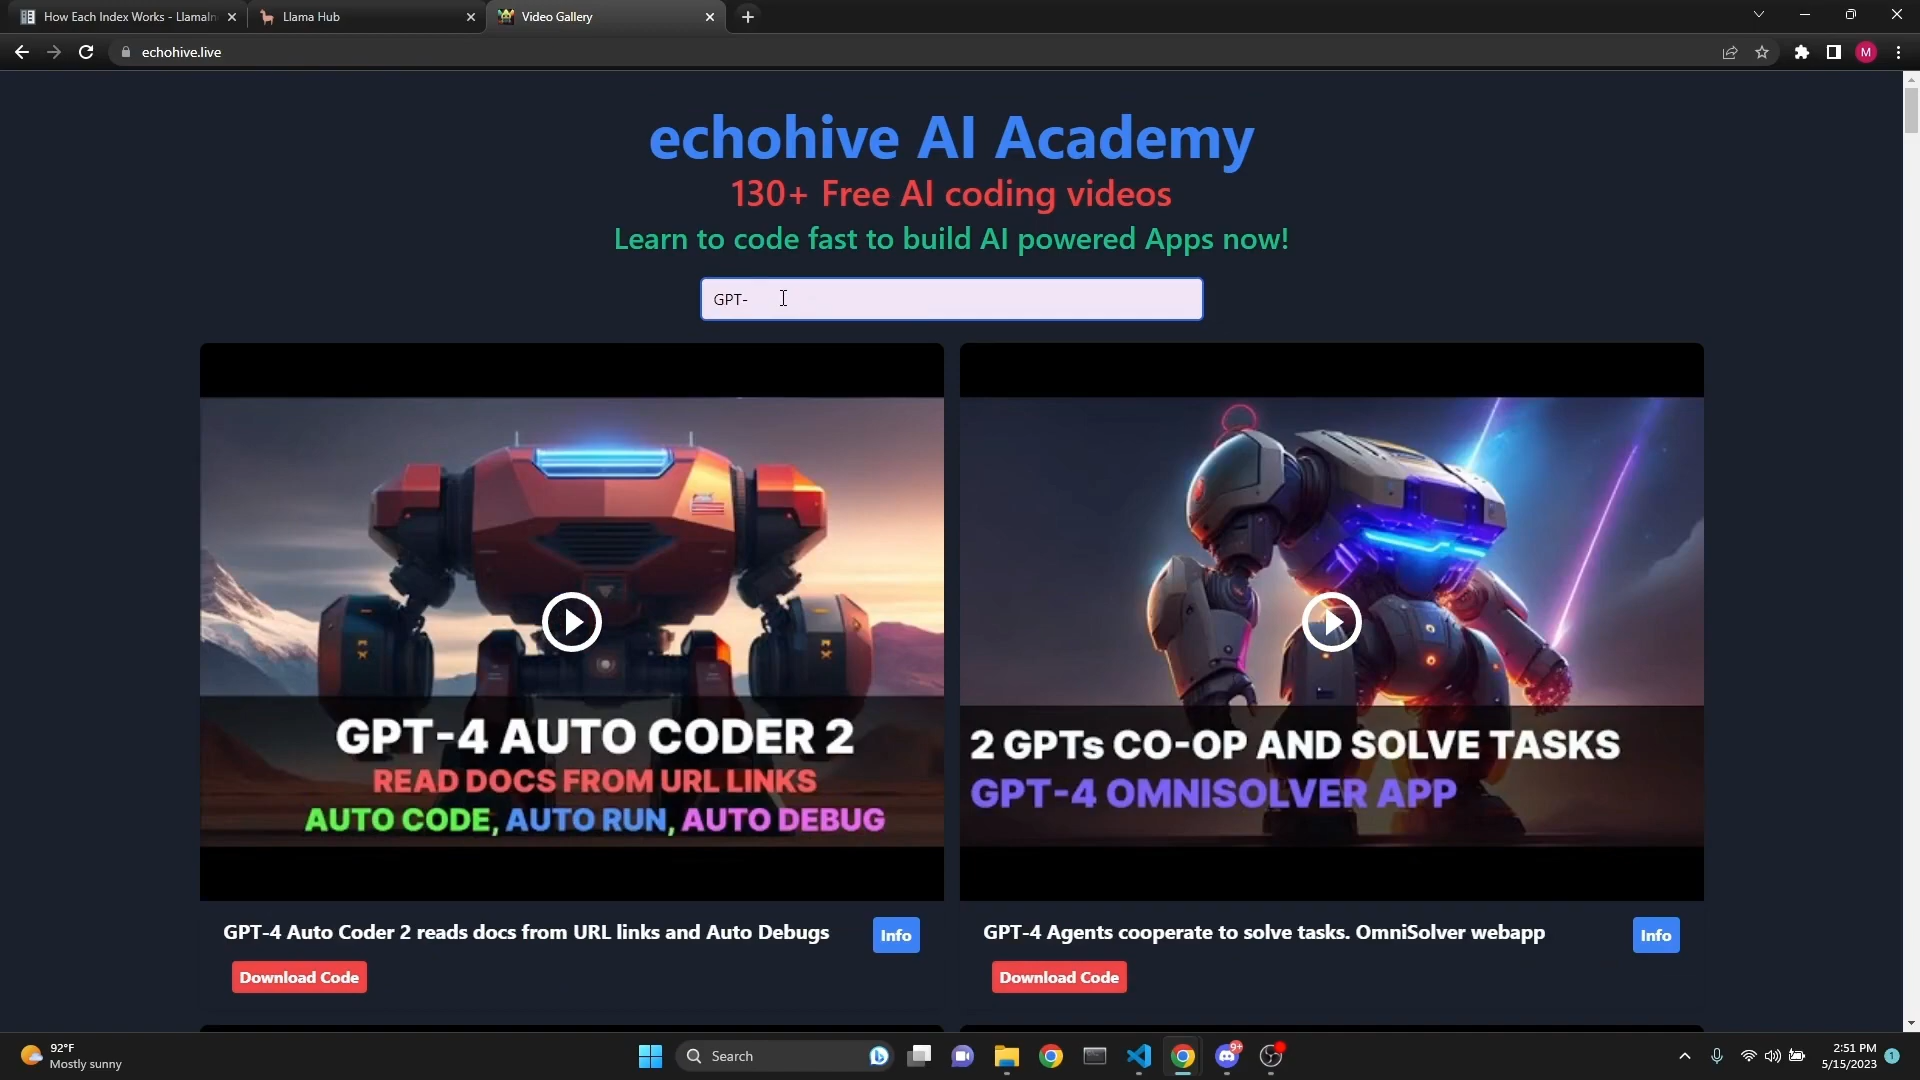 How Each Index Works - LlamaIn
Llama Hub
Video Gallery
echohive.live
M
echohive AI Academy
130+ Free AI coding videos
Learn to code fast to build AI powered Apps now!
GPT-
GPT-4 AUTO CODER 2
READ DOCS FROM URL LINKS
AUTO CODE, AUTO RUN, AUTO DEBUG
2 GPTs CO-OP AND SOLVE TASKS
GPT-4 OMNISOLVER APP
GPT-4 Auto Coder 2 reads docs from URL links and Auto Debugs
Info
Download Code
GPT-4 Agents cooperate to solve tasks. OmniSolver webapp
Info
Download Code
92°F
Mostly sunny
Search
9+
2:51 PM
5/15/2023
1